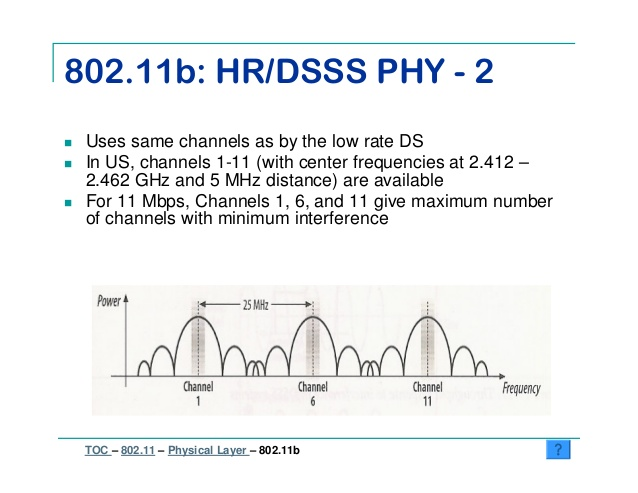 802.11b: HR/DSSS PHY - 2
Uses same channels as by the low rate DS
In US, channels 1-11 (with center frequencies at 2.412 –
2.462 GHz and 5 MHz distance) are available
For 11 Mbps, Channels 1, 6, and 11 give maximum number
of channels with minimum interference
Power
25 MHz
Channel Channel Channel
1 6 11
Frequency
TOC – 802.11 – Physical Layer – 802.11b
?